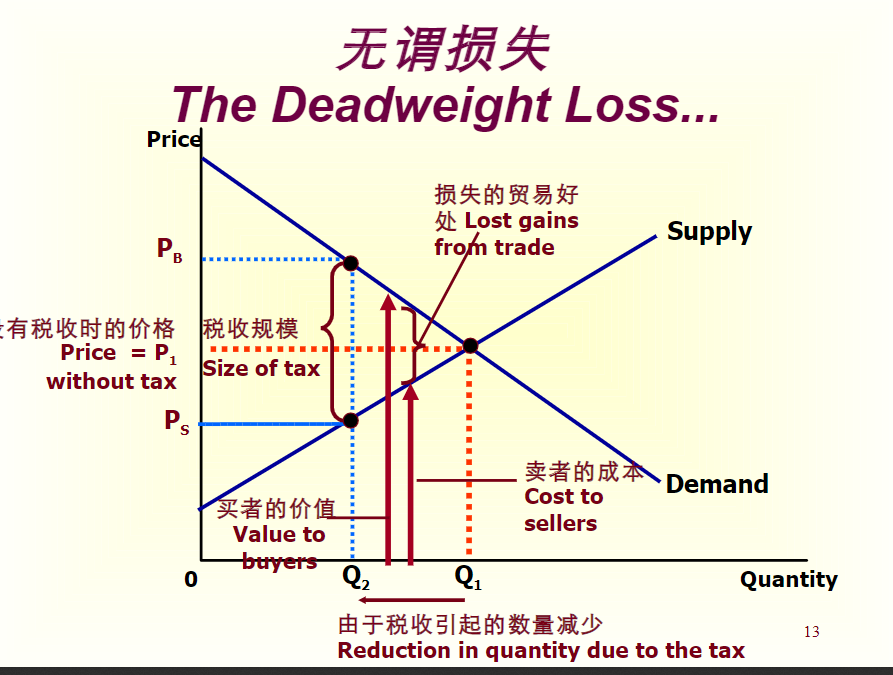 无谓损失
The Deadweight Loss...
Price
损失的贸易好
处 Lost gains
from trade
Supply
P_B
有税收时的价格
Price = P₁
without tax
税收规模
Size of tax
P_S
卖者的成本
Cost to
sellers
Demand
买者的价值
Value to
buyers
0
Q₂
Q₁
Quantity
由于税收引起的数量减少
Reduction in quantity due to the tax
13